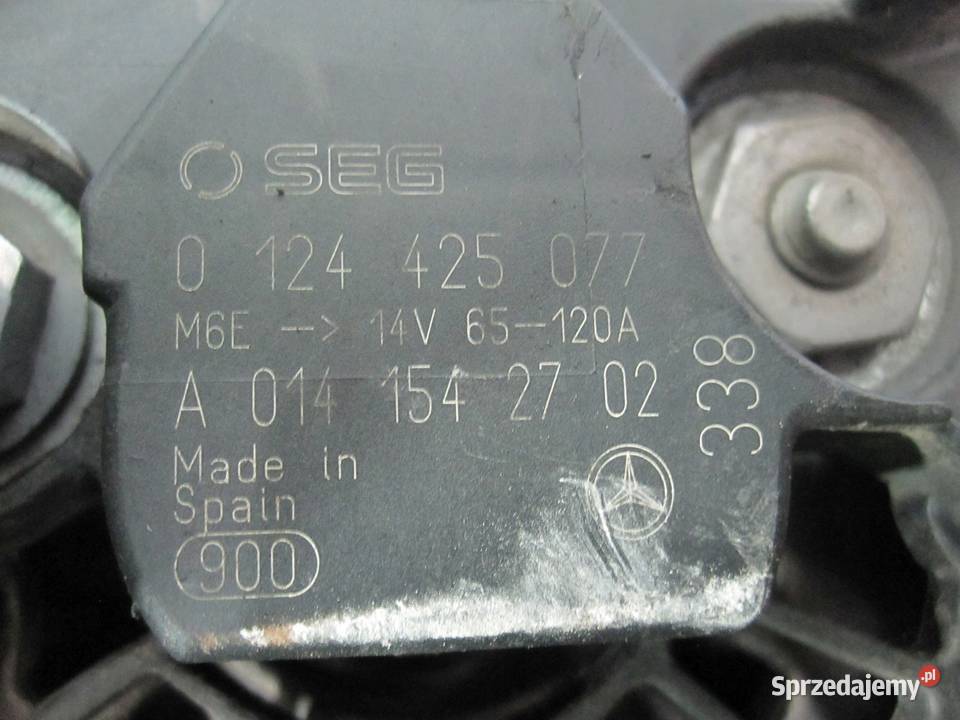 SEG
0 124 425 077
M6E --> 14V 65-120A
A 014 154 27 02
338
Made in
Spain
900
Sprzedajemy.pl